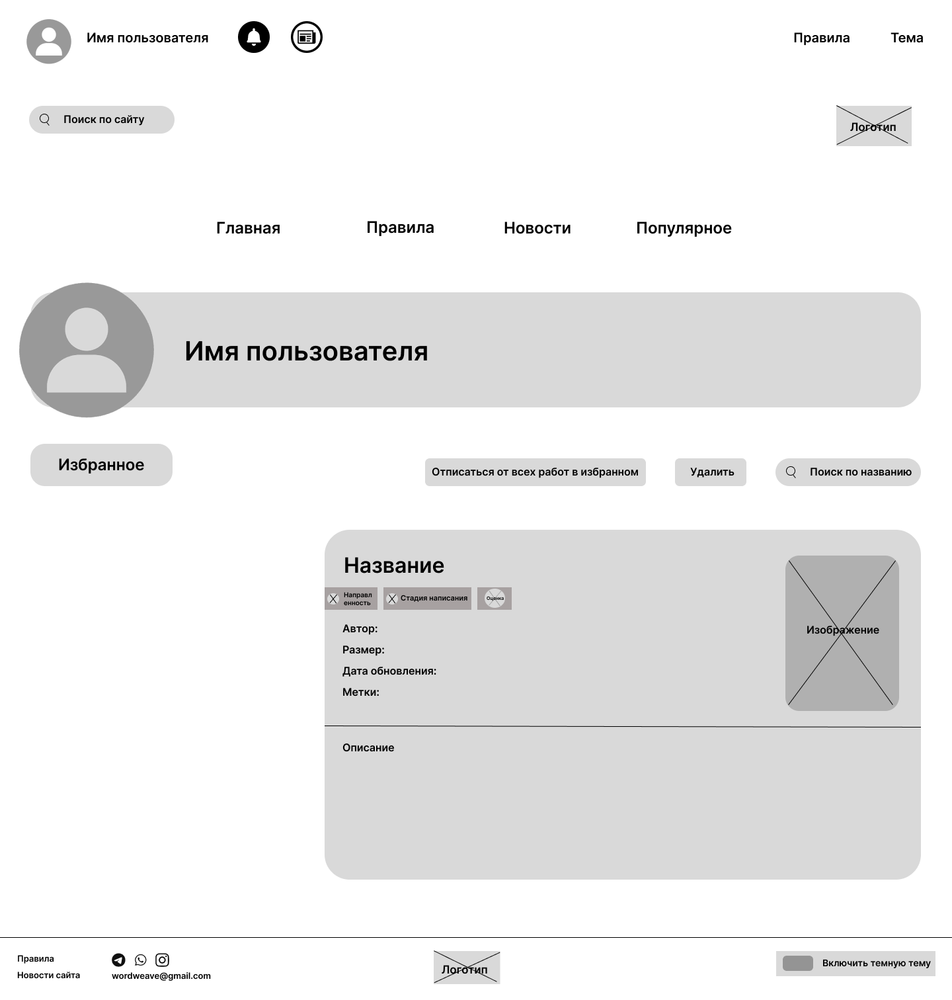 Имя пользователя
Правила
Тема
Поиск по сайту
Логотип
Главная
Правила
Новости
Популярное
Имя пользователя
Избранное
Отписаться от всех работ в избранном
Удалить
Поиск по названию
Название
Направл
енность
Стадия написания
Оценка
Автор:
Размер:
Дата обновления:
Метки:
Изображение
Описание
Правила
Новости сайта
wordweave@gmail.com
Логотип
Включить темную тему